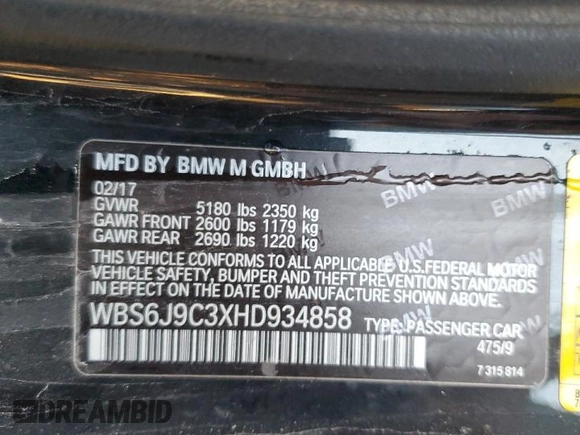 MFD BY BMW M GMBH
02/17
GVWR 5180 lbs 2350 kg
GAWR FRONT 2600 lbs 1179 kg
GAWR REAR 2690 lbs 1220 kg
THIS VEHICLE CONFORMS TO ALL APPLICABLE U.S.FEDERAL MOTOR
VEHICLE SAFETY, BUMPER AND THEFT PREVENTION STANDARDS
IN EFFECT ON THE DATE OF MANUFACTURE SHOWN ABOVE.
WBS6J9C3XHD934858 TYPE: PASSENGER CAR
475/9
7 315 814
BMW
BMW
BMW
BMW
BMW
DREAMBID